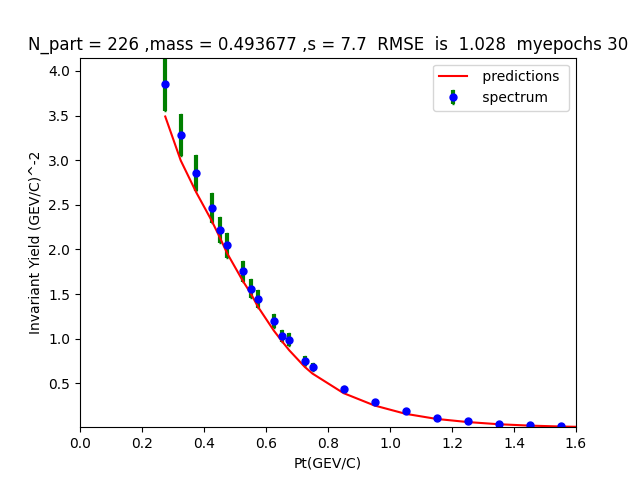 N_part = 226 ,mass = 0.493677 ,s = 7.7  RMSE  is  1.028  myepochs 30
predictions
spectrum
4.0
3.5
3.0
2.5
2.0
1.5
1.0
0.5
Invariant Yield (GEV/C)^-2
0.0 0.2 0.4 0.6 0.8 1.0 1.2 1.4 1.6
Pt(GEV/C)